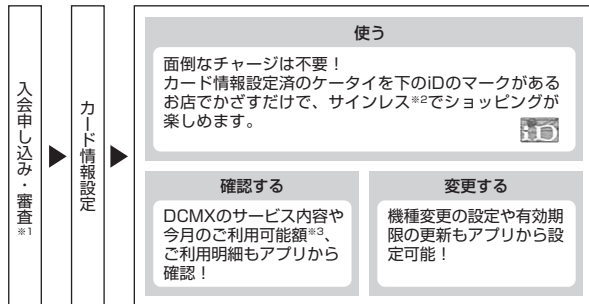 入会申し込み・審査※1
カード情報設定
使う
面倒なチャージは不要！
カード情報設定済のケータイを下のiDのマークがある
お店でかざすだけで、サインレス※2でショッピングが
楽しめます。
iD
確認する
DCMXのサービス内容や
今月のご利用可能額※3、
ご利用明細もアプリから
確認！
変更する
機種変更の設定や有効期
限の更新もアプリから設
定可能！